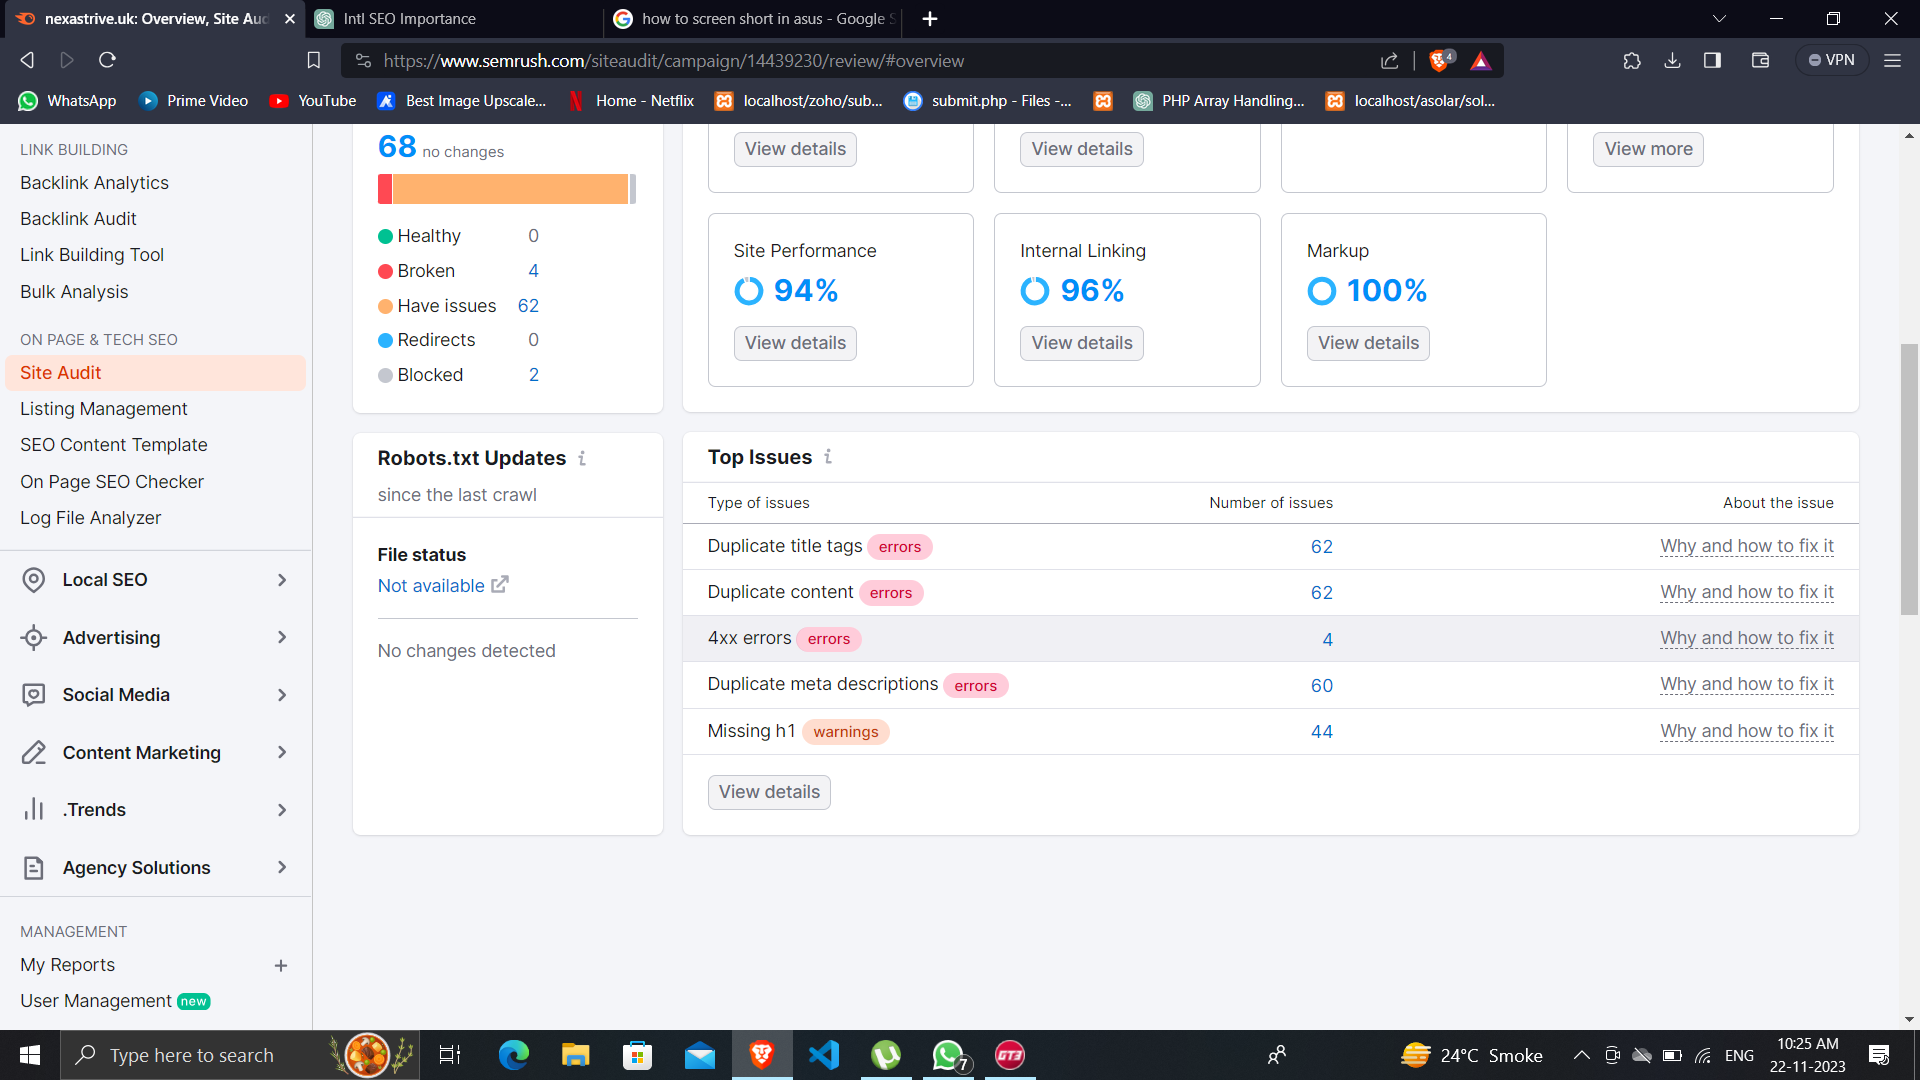 nexastrive.uk: Overview, Site Aud
Intl SEO Importance
how to screen short in asus - Google S
https://www.semrush.com/siteaudit/campaign/14439230/review/#overview
4
VPN
WhatsApp
Prime Video
YouTube
Best Image Upscale...
Home - Netflix
localhost/zoho/sub...
submit.php - Files -...
PHP Array Handling...
localhost/asolar/sol...
LINK BUILDING
Backlink Analytics
Backlink Audit
Link Building Tool
Bulk Analysis
ON PAGE & TECH SEO
Site Audit
Listing Management
SEO Content Template
On Page SEO Checker
Log File Analyzer
Local SEO
Advertising
Social Media
Content Marketing
.Trends
Agency Solutions
MANAGEMENT
My Reports
User Management new
68 no changes
Healthy 0
Broken 4
Have issues 62
Redirects 0
Blocked 2
View details
View details
View more
Site Performance
94%
View details
Internal Linking
96%
View details
Markup
100%
View details
Robots.txt Updates
since the last crawl
File status
Not available
No changes detected
Top Issues
Type of issues Number of issues About the issue
Duplicate title tags errors 62 Why and how to fix it
Duplicate content errors 62 Why and how to fix it
4xx errors errors 4 Why and how to fix it
Duplicate meta descriptions errors 60 Why and how to fix it
Missing h1 warnings 44 Why and how to fix it
View details
Type here to search
7
GT3
24°C Smoke
ENG
10:25 AM
22-11-2023